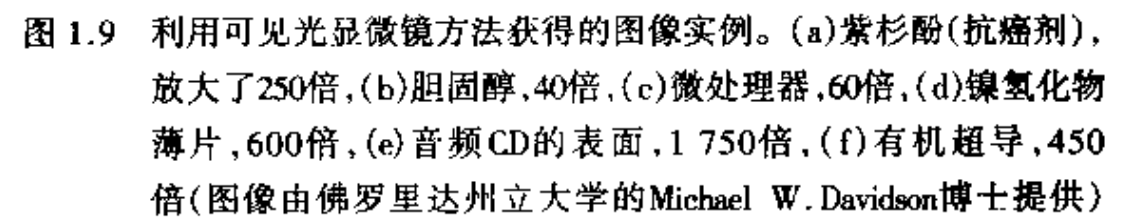 图 1.9 利用可见光显微镜方法获得的图像实例。(a)紫杉酚(抗癌剂),
放大了250倍,(b)胆固醇,40倍,(c)微处理器,60倍,(d)镍氢化物
薄片,600倍,(e)音频CD的表面,1 750倍,(f)有机超导,450
倍(图像由佛罗里达州立大学的Michael W.Davidson博士提供)